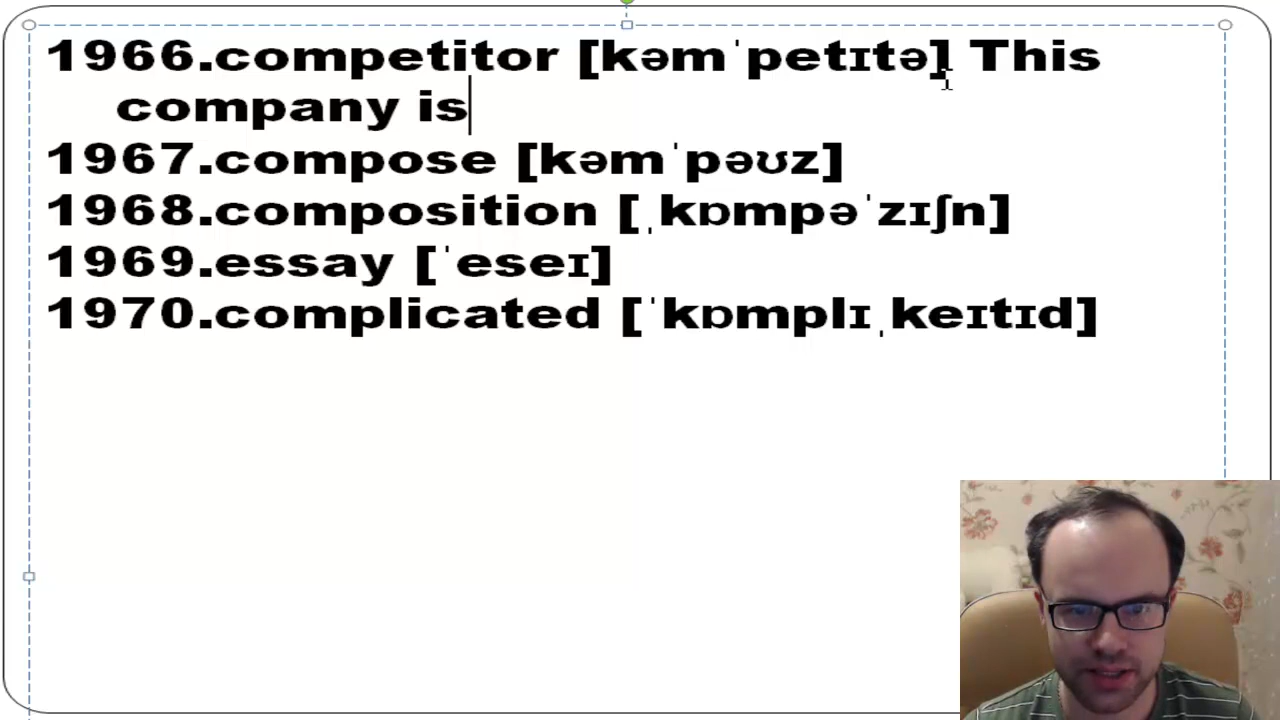 1966.competitor [kəmˈpetɪtə] This
company is
1967.compose [kəmˈpəʊz]
1968.composition [ˌkɒmpəˈzɪʃn]
1969.essay [ˈeseɪ]
1970.complicated [ˈkɒmplɪˌkeɪtɪd]